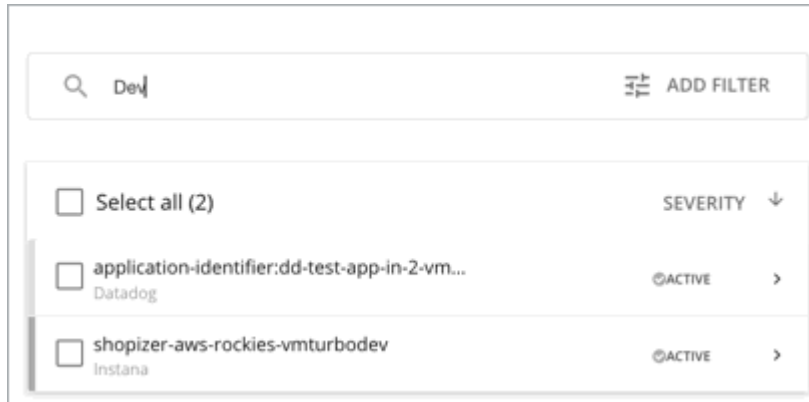 Dev
ADD FILTER
Select all (2)
SEVERITY
application-identifier:dd-test-app-in-2-vm...
Datadog
ACTIVE
shopizer-aws-rockies-vmturbodev
Instana
ACTIVE